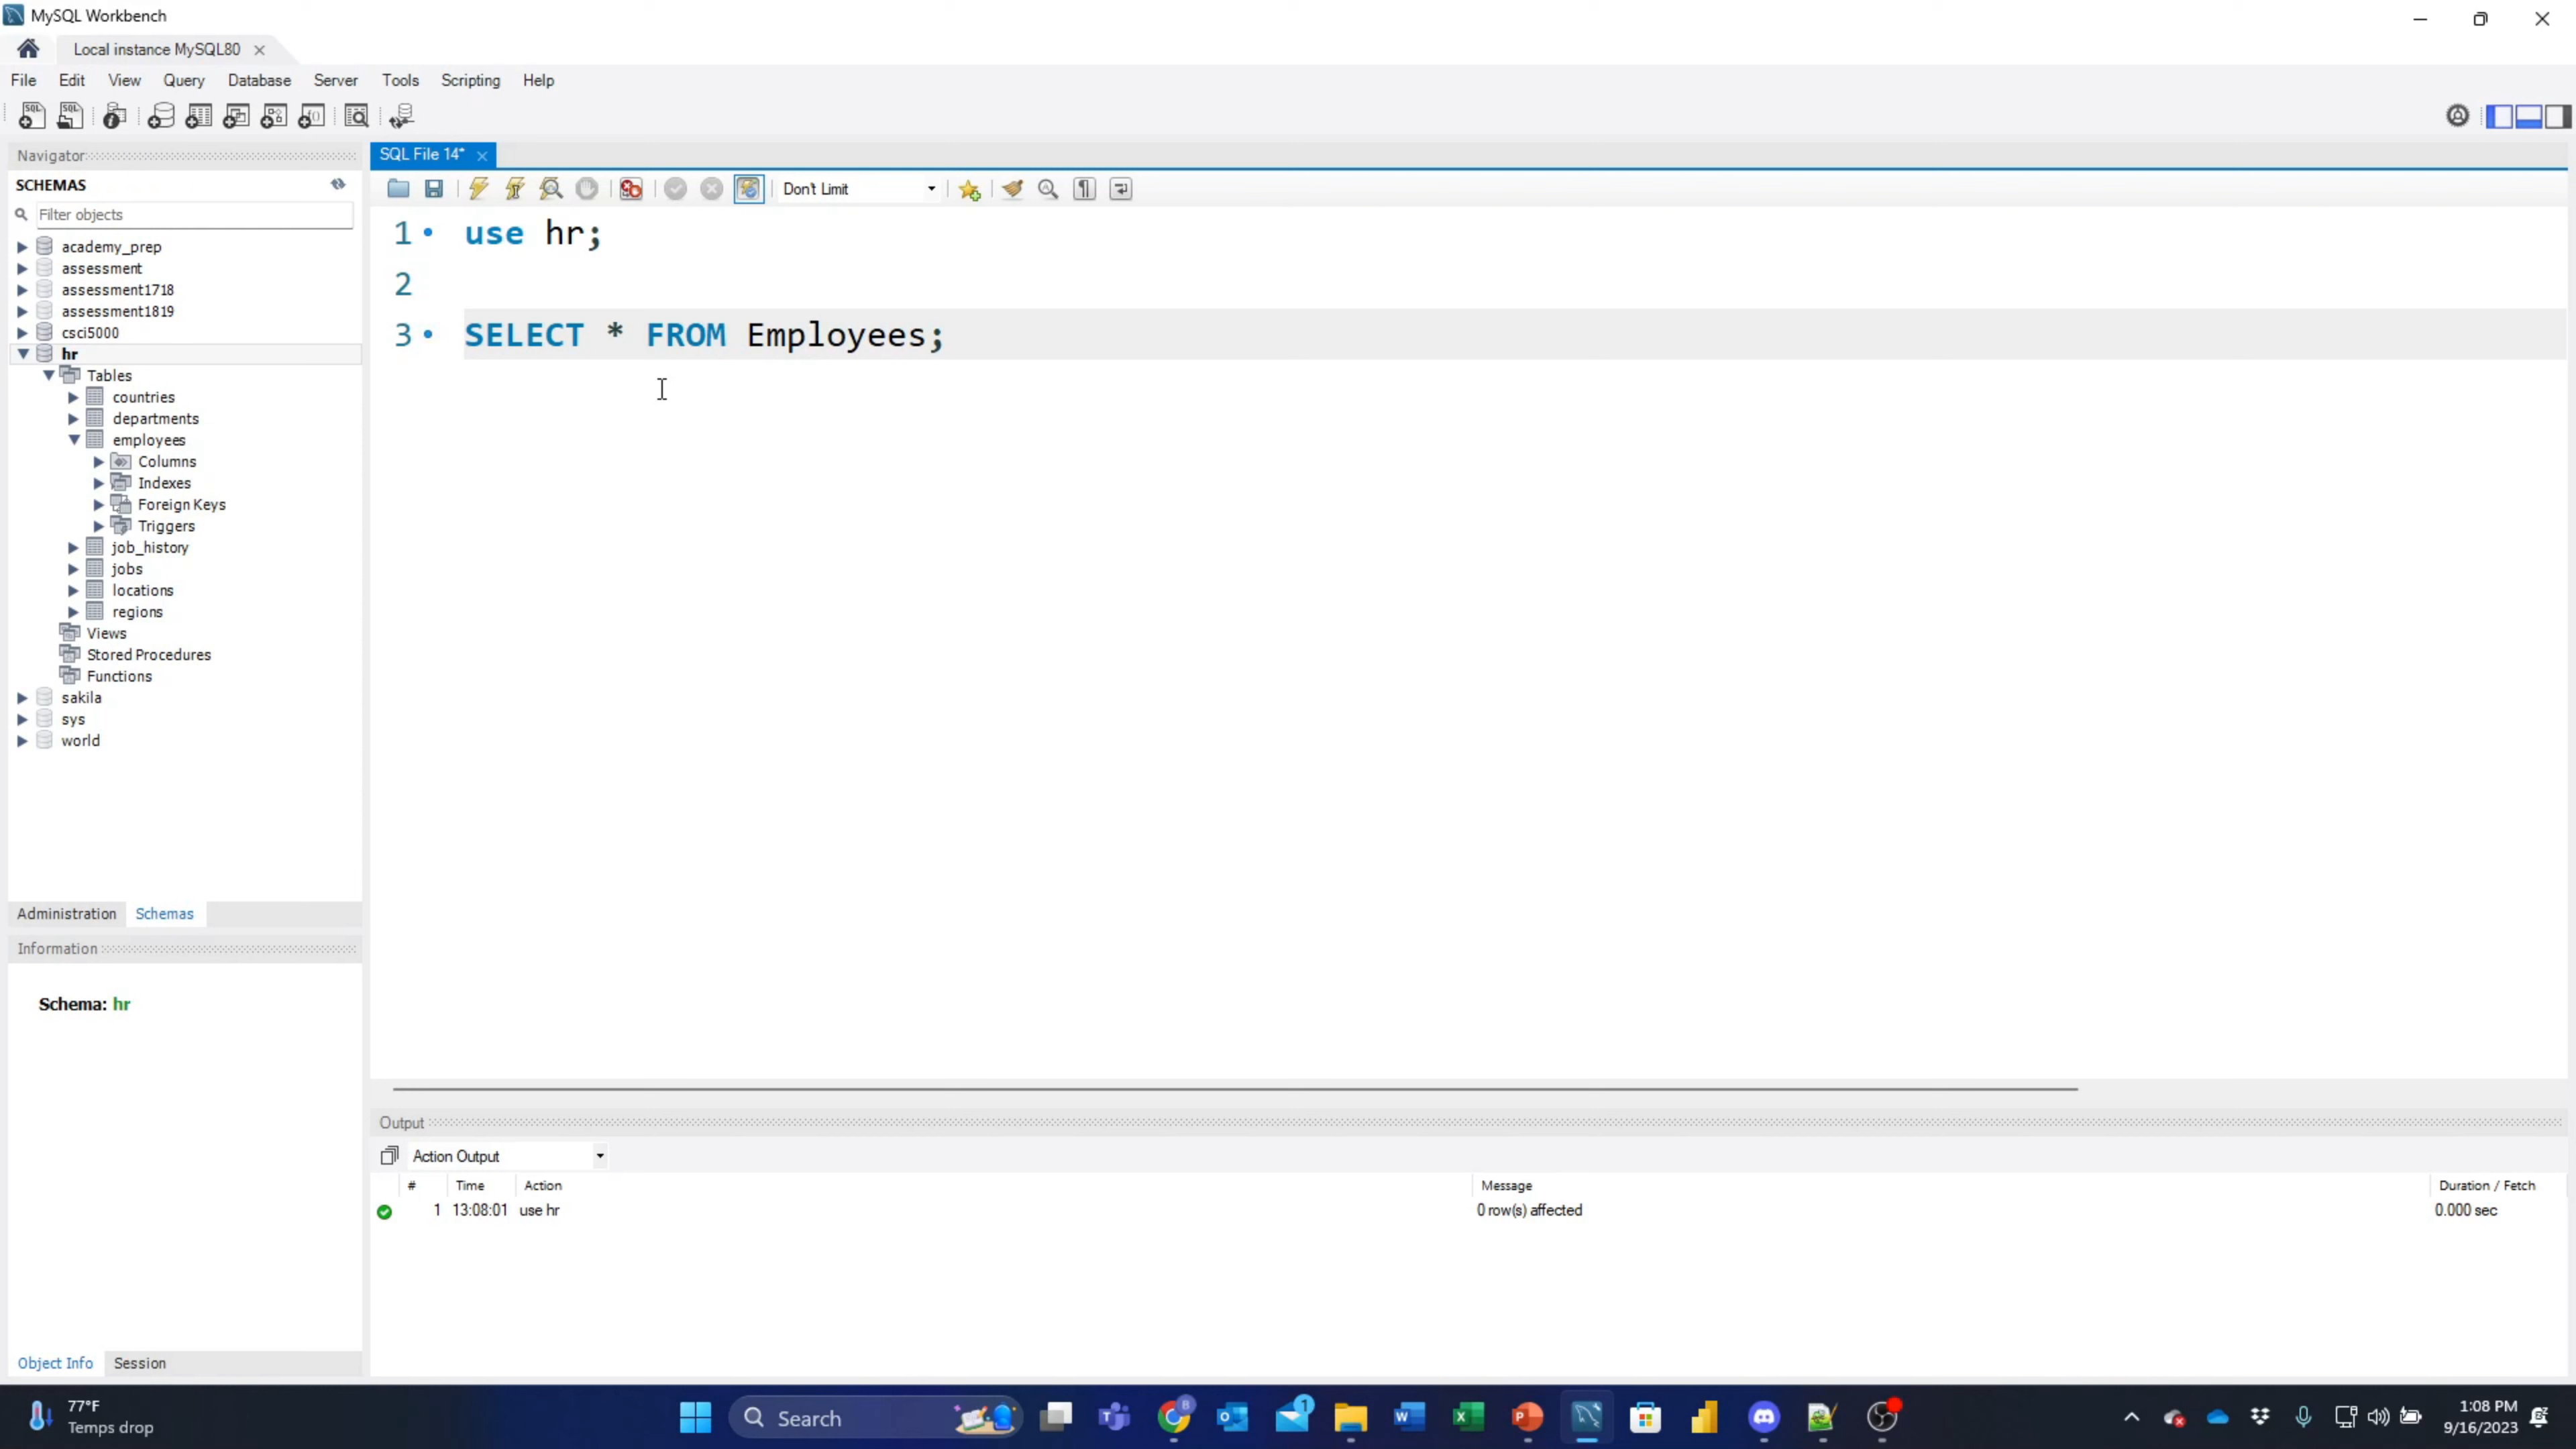 MySQL Workbench
Local instance MySQL80
File Edit View Query Database Server Tools Scripting Help
Navigator
SCHEMAS
Filter objects
academy_prep
assessment
assessment1718
assessment1819
csci5000
hr
Tables
countries
departments
employees
Columns
Indexes
Foreign Keys
Triggers
job_history
jobs
locations
regions
Views
Stored Procedures
Functions
sakila
sys
world
Administration Schemas
Information
Schema: hr
Object Info Session
SQL File 14*
Don't Limit
1 use hr;
2
3 SELECT * FROM Employees;
Output
Action Output
# Time Action Message Duration / Fetch
1 13:08:01 use hr 0 row(s) affected 0.000 sec
77°F
Temps drop
Search
1
1:08 PM
9/16/2023